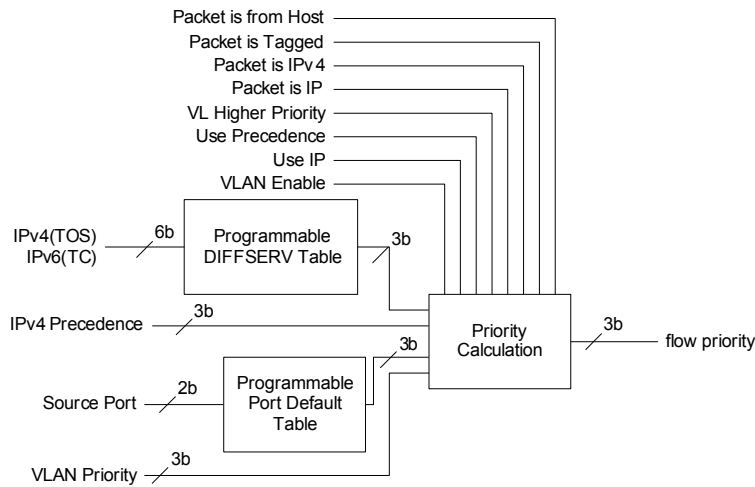 Packet is from Host
Packet is Tagged
Packet is IPv4
Packet is IP
VL Higher Priority
Use Precedence
Use IP
VLAN Enable
IPv4(TOS)
IPv6(TC)
6b
Programmable
DIFFSERV Table
3b
IPv4 Precedence
3b
Priority
Calculation
3b
flow priority
3b
Source Port
2b
Programmable
Port Default
Table
VLAN Priority
3b